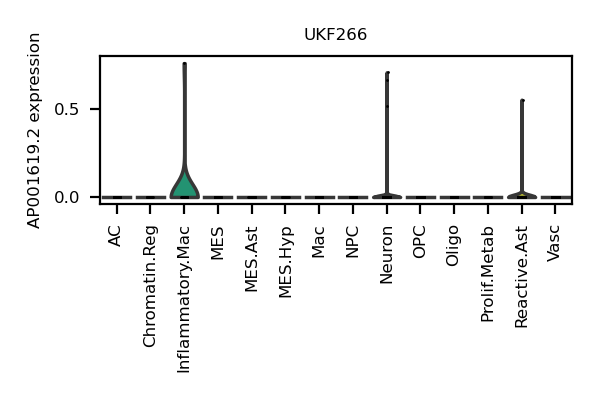 UKF266
AP001619.2 expression
0.5
0.0
AC
Chromatin.Reg
Inflammatory.Mac
MES
MES.Ast
MES.Hyp
Mac
NPC
Neuron
OPC
Oligo
Prolif.Metab
Reactive.Ast
Vasc